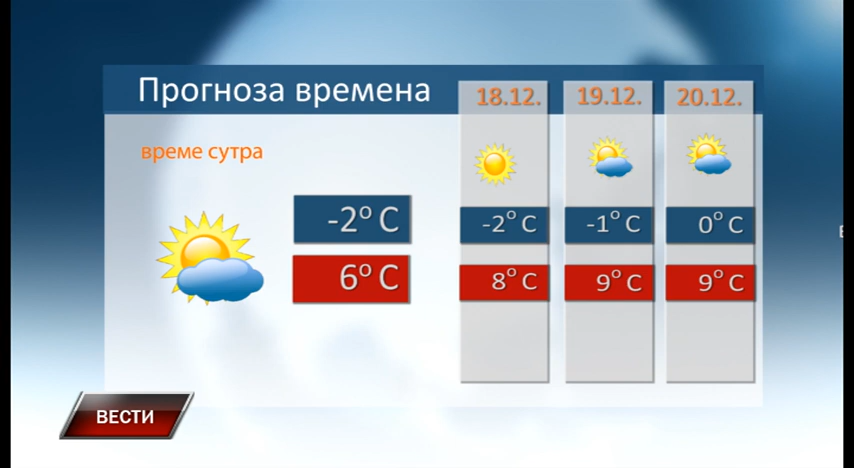 Прогноза времена
време сутра
-2° C
6° C
18.12.
-2° C
8° C
19.12.
-1° C
9° C
20.12.
0° C
9° C
ВЕСТИ